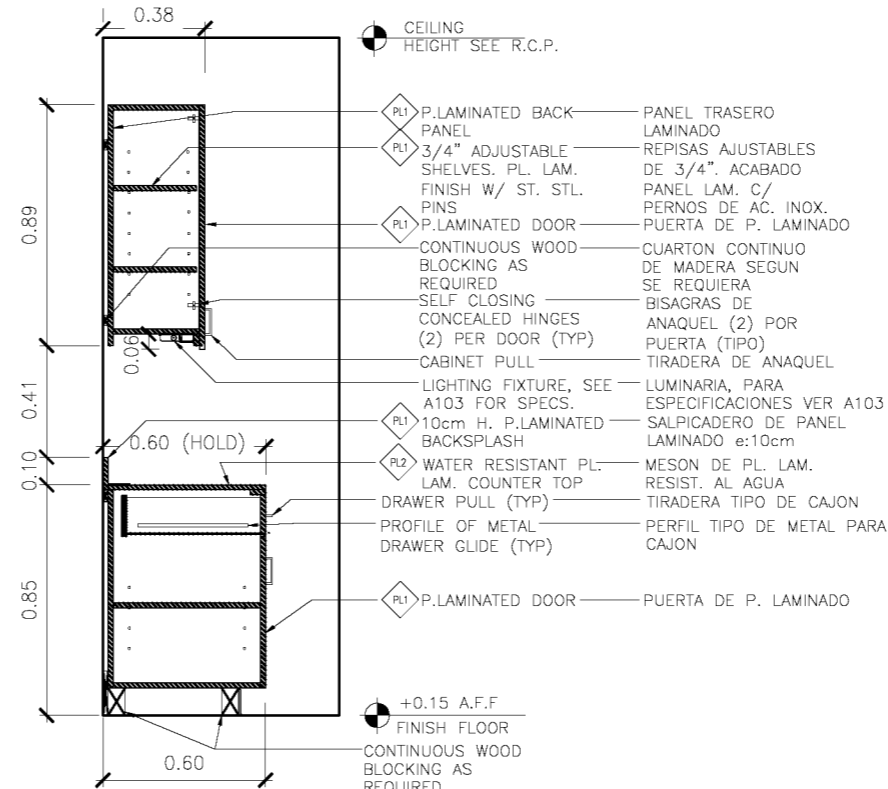 0.38
CEILING
HEIGHT SEE R.C.P.
PL1 P.LAMINATED BACK PANEL TRASERO
PANEL LAMINADO
PL1 3/4" ADJUSTABLE REPISAS AJUSTABLES
SHELVES. PL. LAM. DE 3/4". ACABADO
FINISH W/ ST. STL. PANEL LAM. C/
PINS PERNOS DE AC. INOX.
PL1 P.LAMINATED DOOR PUERTA DE P. LAMINADO
CONTINUOUS WOOD CUARTON CONTINUO
BLOCKING AS DE MADERA SEGUN
REQUIRED SE REQUIERA
SELF CLOSING BISAGRAS DE
CONCEALED HINGES ANAQUEL (2) POR
(2) PER DOOR (TYP) PUERTA (TIPO)
CABINET PULL TIRADERA DE ANAQUEL
LIGHTING FIXTURE, SEE LUMINARIA, PARA
A103 FOR SPECS. ESPECIFICACIONES VER A103
PL1 10cm H. P.LAMINATED SALPICADERO DE PANEL
BACKSPLASH LAMINADO e:10cm
PL2 WATER RESISTANT PL. MESON DE PL. LAM.
LAM. COUNTER TOP RESIST. AL AGUA
DRAWER PULL (TYP) TIRADERA TIPO DE CAJON
PROFILE OF METAL PERFIL TIPO DE METAL PARA
DRAWER GLIDE (TYP) CAJON
PL1 P.LAMINATED DOOR PUERTA DE P. LAMINADO
0.89
0.06
0.41
0.60 (HOLD)
0.10
0.85
+0.15 A.F.F
FINISH FLOOR
0.60
CONTINUOUS WOOD
BLOCKING AS
REQUIRED